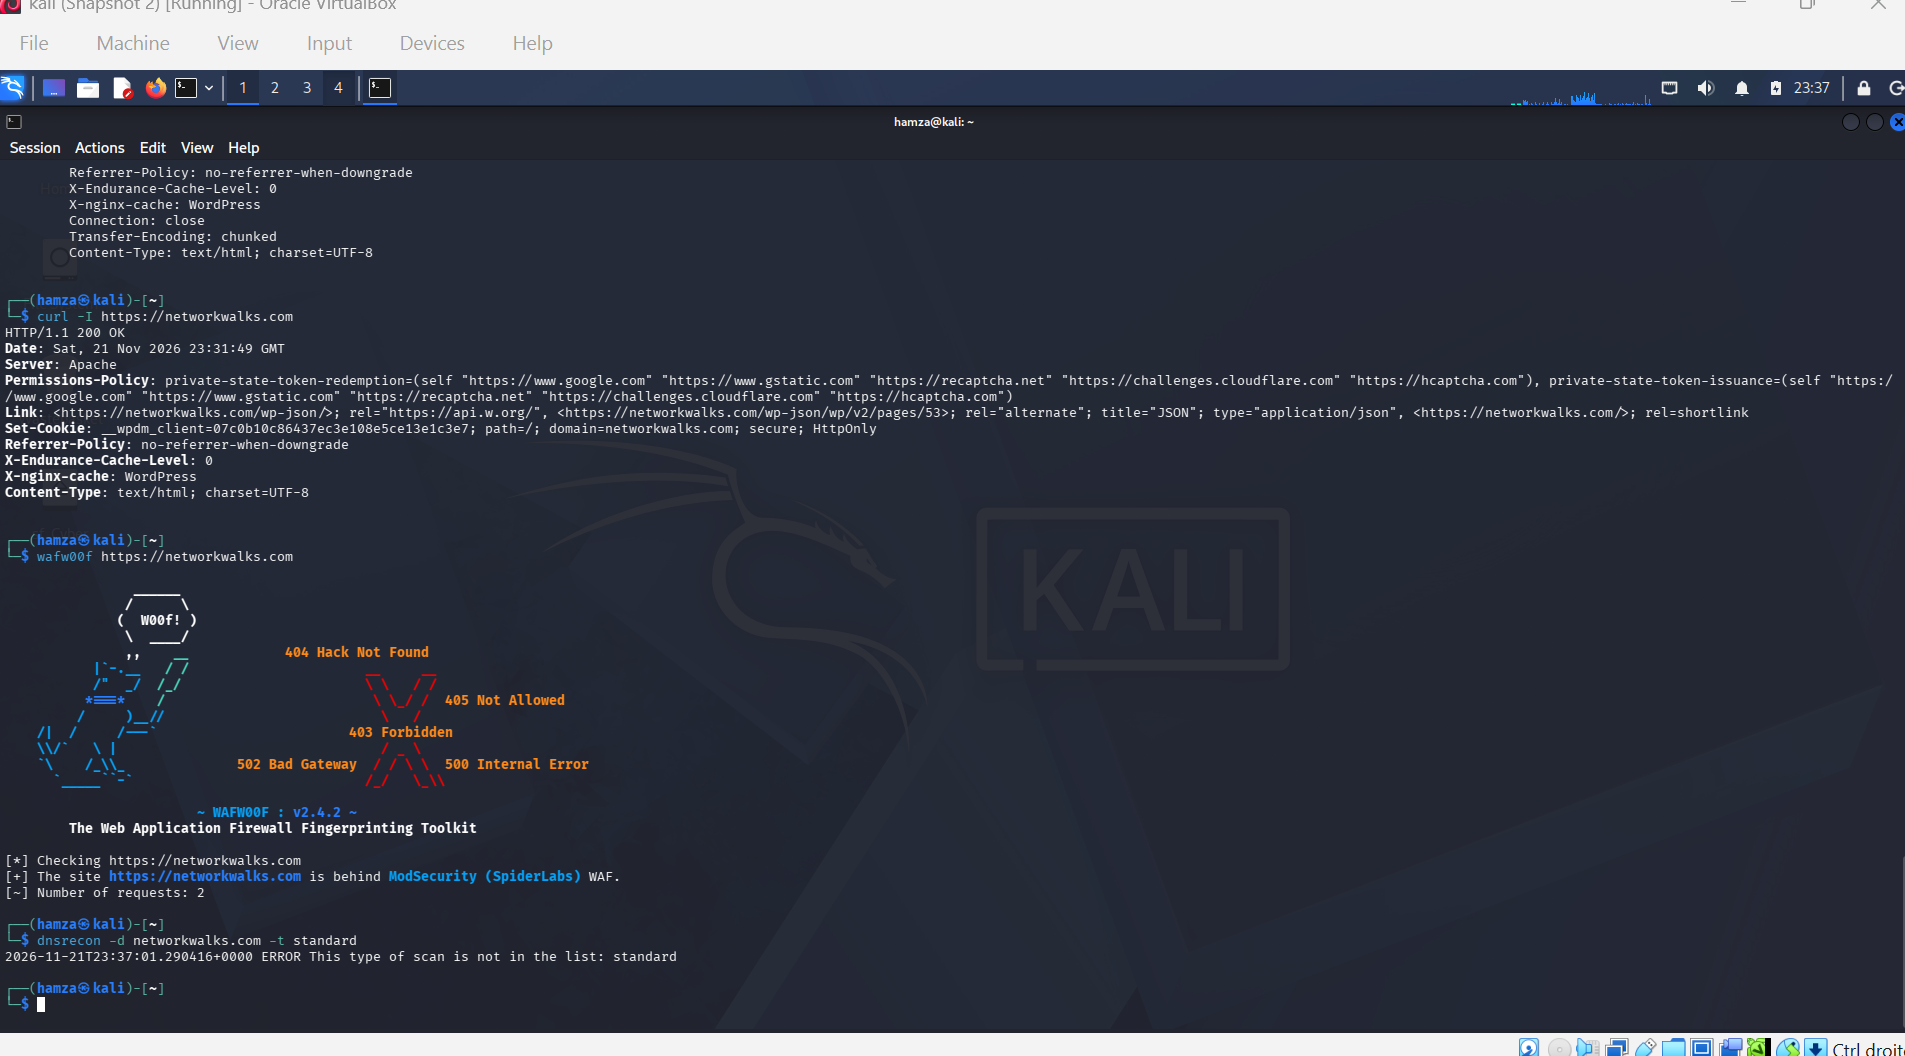 kali (Snapshot 2) [Running] - Oracle VirtualBox
File Machine View Input Devices Help
1 2 3 4 23:37
hamza@kali: ~
Session Actions Edit View Help
Referrer-Policy: no-referrer-when-downgrade
X-Endurance-Cache-Level: 0
X-nginx-cache: WordPress
Connection: close
Transfer-Encoding: chunked
Content-Type: text/html; charset=UTF-8
┌──(hamza㉿kali)-[~]
└─$ curl -I https://networkwalks.com
HTTP/1.1 200 OK
Date: Sat, 21 Nov 2026 23:31:49 GMT
Server: Apache
Permissions-Policy: private-state-token-redemption=(self "https://www.google.com" "https://www.gstatic.com" "https://recaptcha.net" "https://challenges.cloudflare.com" "https://hcaptcha.com"), private-state-token-issuance=(self "https:/
/www.google.com" "https://www.gstatic.com" "https://recaptcha.net" "https://challenges.cloudflare.com" "https://hcaptcha.com")
Link: <https://networkwalks.com/wp-json/>; rel="https://api.w.org/", <https://networkwalks.com/wp-json/wp/v2/pages/53>; rel="alternate"; title="JSON"; type="application/json", <https://networkwalks.com/>; rel=shortlink
Set-Cookie: __wpdm_client=07c0b10c86437ec3e108e5ce13e1c3e7; path=/; domain=networkwalks.com; secure; HttpOnly
Referrer-Policy: no-referrer-when-downgrade
X-Endurance-Cache-Level: 0
X-nginx-cache: WordPress
Content-Type: text/html; charset=UTF-8
┌──(hamza㉿kali)-[~]
└─$ wafw00f https://networkwalks.com
W00f!
404 Hack Not Found
405 Not Allowed
403 Forbidden
502 Bad Gateway 500 Internal Error
~ WAFW00F : v2.4.2 ~
The Web Application Firewall Fingerprinting Toolkit
[*] Checking https://networkwalks.com
[+] The site https://networkwalks.com is behind ModSecurity (SpiderLabs) WAF.
[~] Number of requests: 2
┌──(hamza㉿kali)-[~]
└─$ dnsrecon -d networkwalks.com -t standard
2026-11-21T23:37:01.290416+0000 ERROR This type of scan is not in the list: standard
┌──(hamza㉿kali)-[~]
└─$
KALI
Ctrl droite